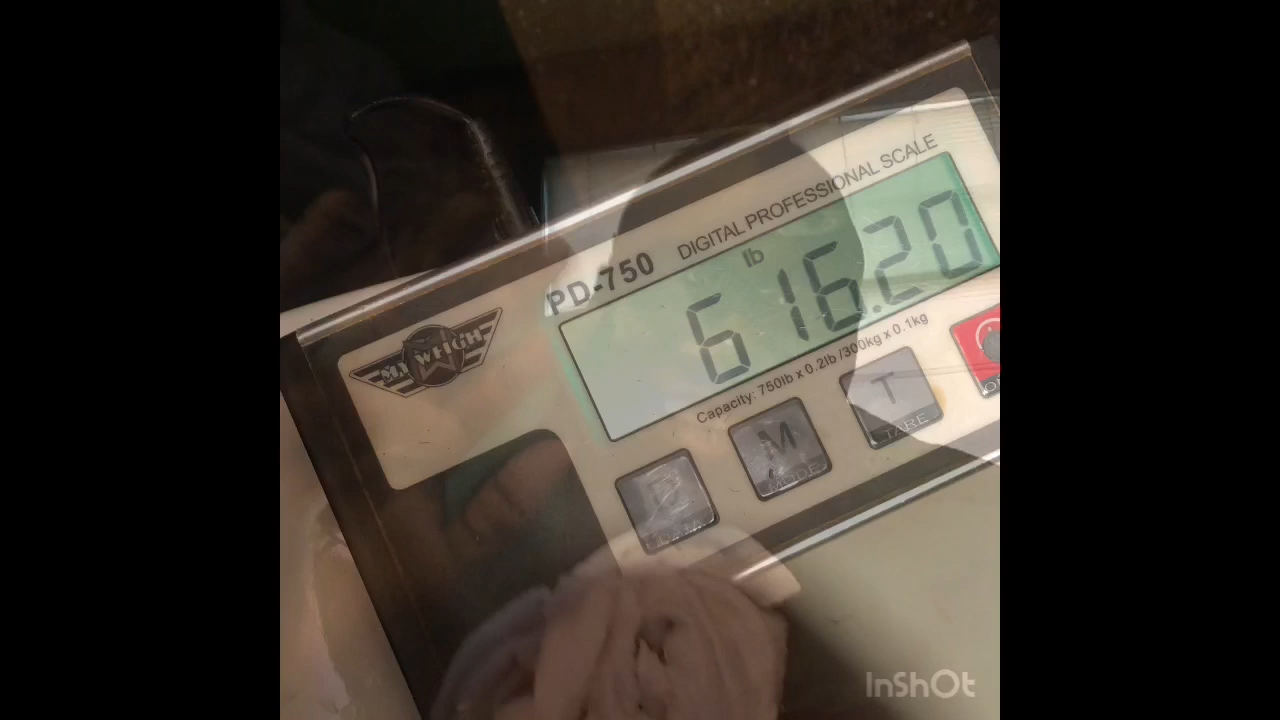 PD-750 DIGITAL PROFESSIONAL SCALE
lb
616.20
MY WEIGH
Capacity: 750lb x 0.2lb /300kg x 0.1kg
T
TARE
M
MODE
InShOt